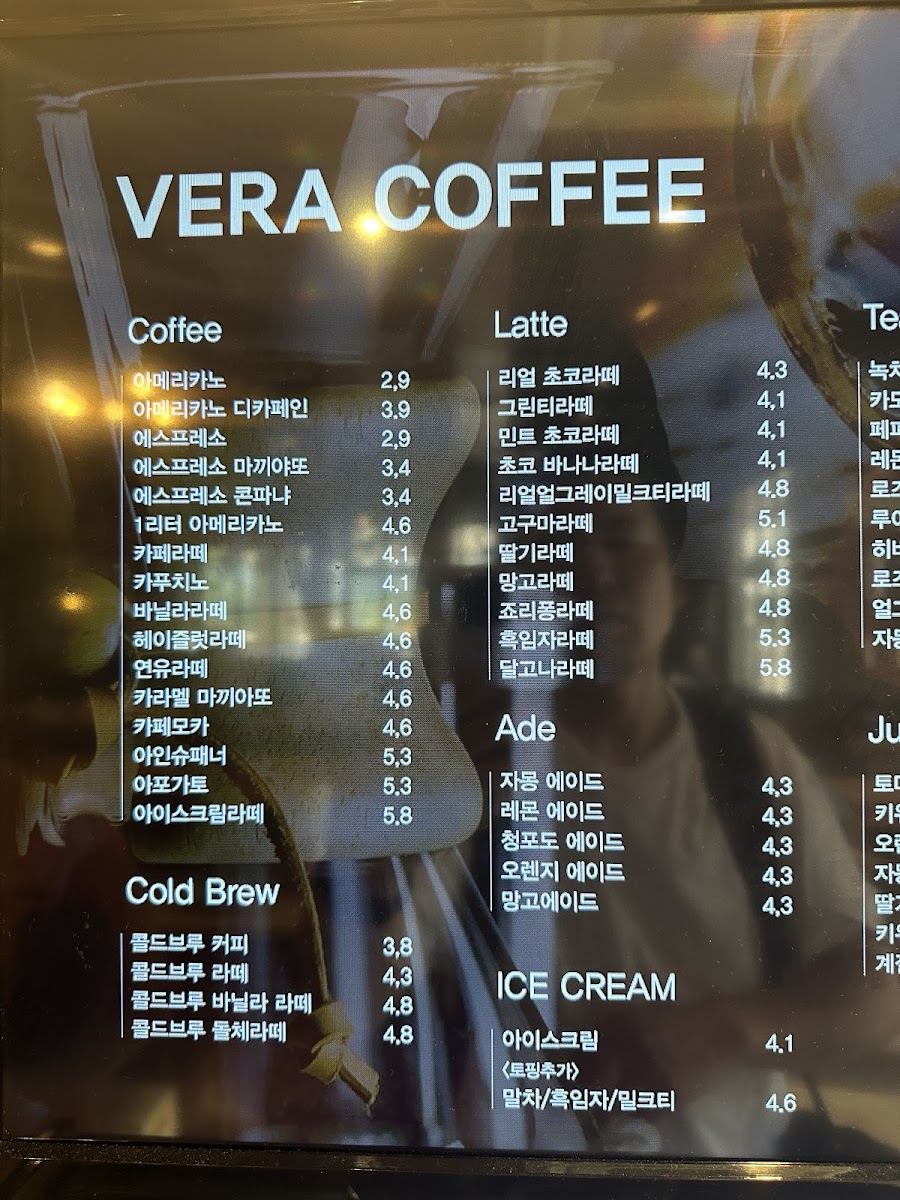 VERA COFFEE
Coffee
아메리카노 2,9
아메리카노 디카페인 3,9
에스프레소 2,9
에스프레소 마끼야또 3,4
에스프레소 콘파냐 3,4
1리터 아메리카노 4.6
카페라떼 4,1
카푸치노 4,1
바닐라라떼 4,6
헤이즐럿라떼 4.6
연유라떼 4.6
카라멜 마끼아또 4,6
카페모카 4,6
아인슈패너 5,3
아포가토 5.3
아이스크림라떼 5.8
Cold Brew
콜드브루 커피 3,8
콜드브루 라떼 4,3
콜드브루 바닐라 라떼 4.8
콜드브루 돌체라떼 4.8
Latte
리얼 초코라떼 4.3
그린티라떼 4,1
민트 초코라떼 4,1
초코 바나나라떼 4,1
리얼얼그레이밀크티라떼 4.8
고구마라떼 5.1
딸기라떼 4.8
망고라떼 4.8
죠리퐁라떼 4.8
흑임자라떼 5.3
달고나라떼 5.8
Ade
자몽 에이드 4,3
레몬 에이드 4,3
청포도 에이드 4,3
오렌지 에이드 4,3
망고에이드 4,3
ICE CREAM
아이스크림 4.1
<토핑추가>
말차/흑임자/밀크티 4.6